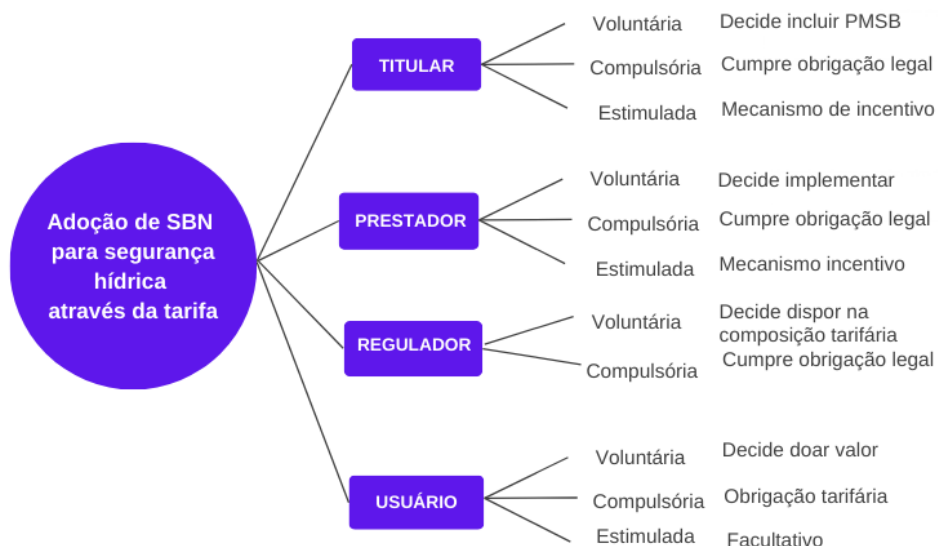 Adoção de SBN
para segurança
hídrica
através da tarifa
TITULAR
Voluntária Decide incluir PMSB
Compulsória Cumpre obrigação legal
Estimulada Mecanismo de incentivo
PRESTADOR
Voluntária Decide implementar
Compulsória Cumpre obrigação legal
Estimulada Mecanismo incentivo
REGULADOR
Voluntária Decide dispor na
composição tarifária
Compulsória Cumpre obrigação legal
USUÁRIO
Voluntária Decide doar valor
Compulsória Obrigação tarifária
Estimulada Facultativo